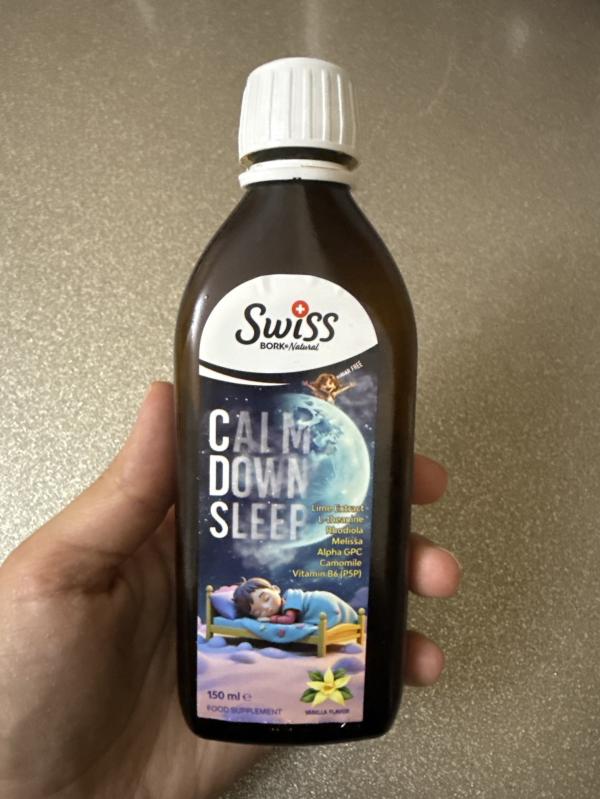 Swiss
BORK® Natural
SUGAR FREE
CALM
DOWN
SLEEP
Lime Extract
L-theanine
Rhodiola
Melissa
Alpha GPC
Camomile
Vitamin B6 (P5P)
150 ml ℮
FOOD SUPPLEMENT
VANILLA FLAVOR